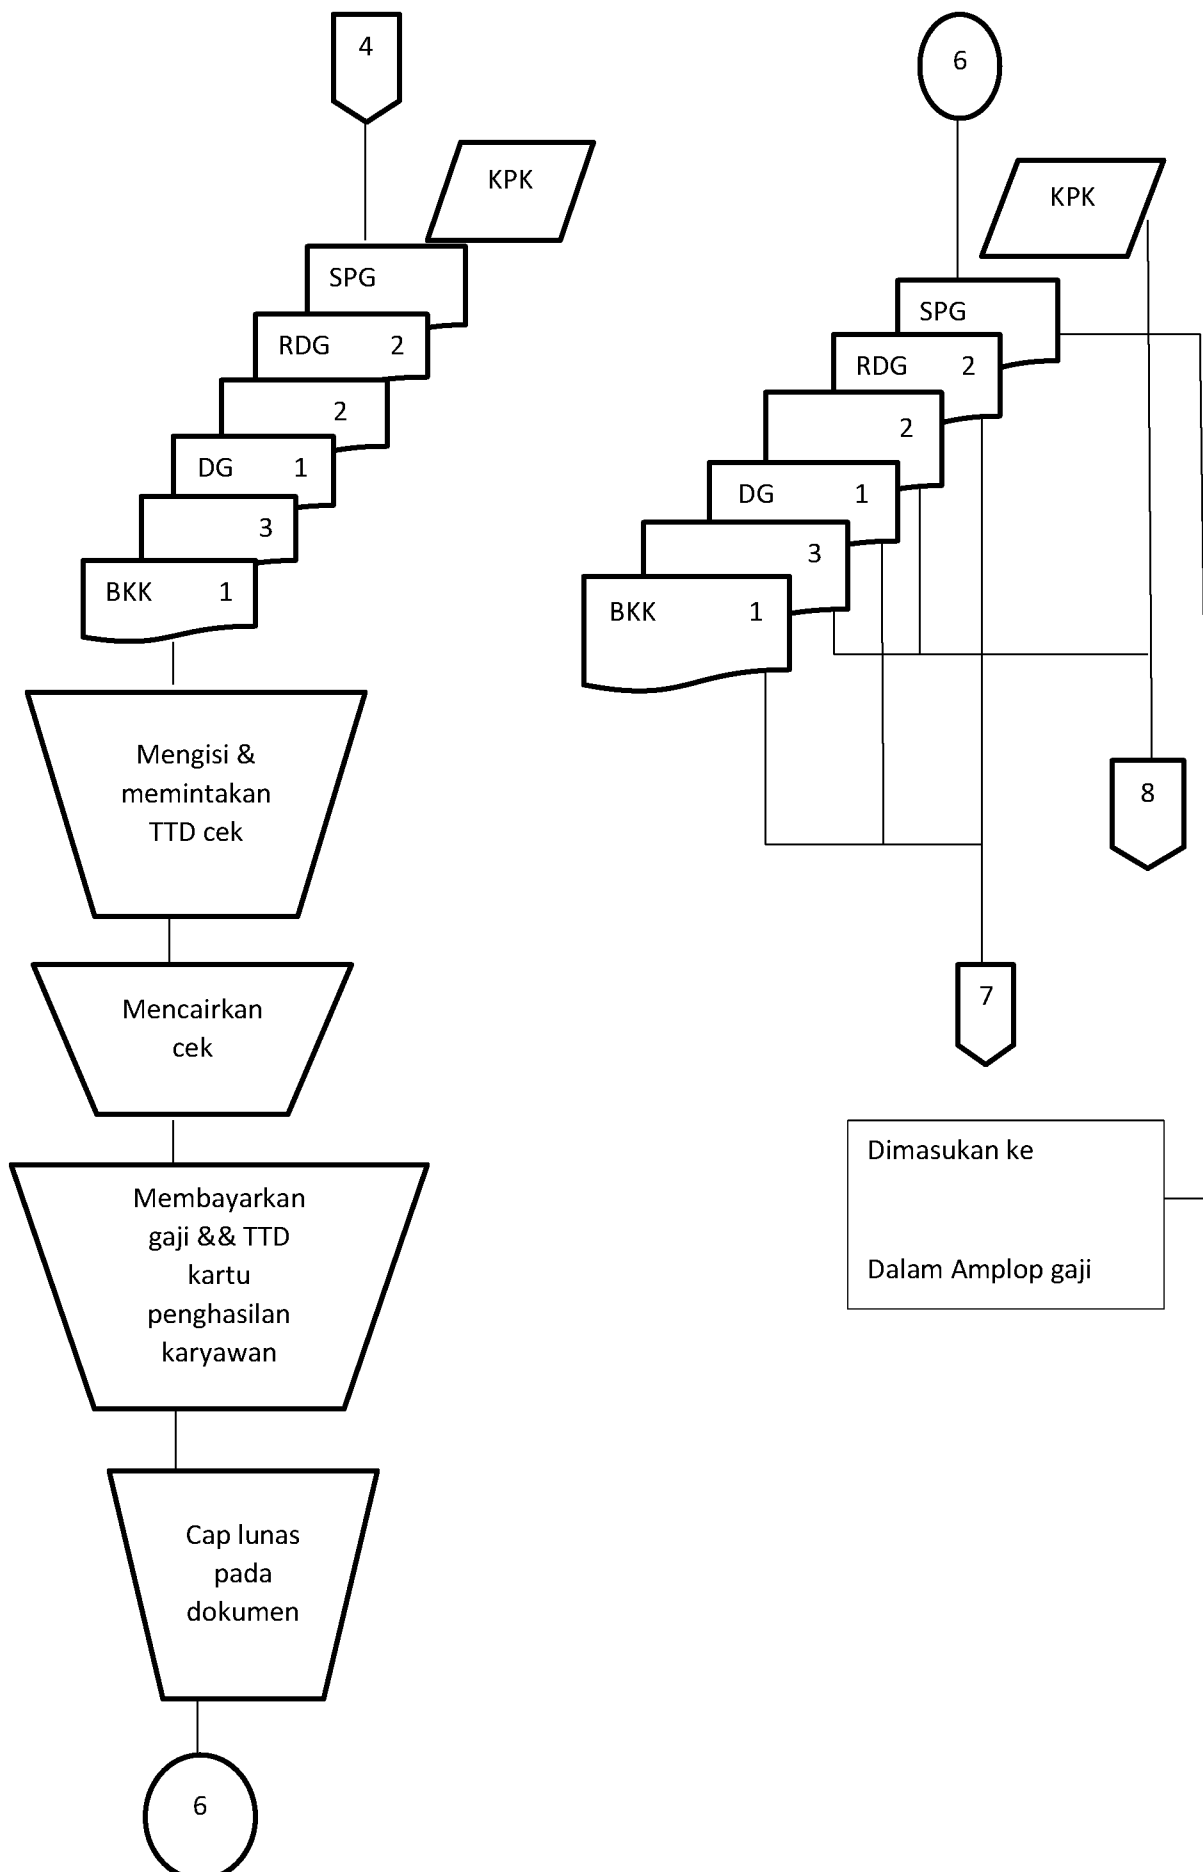 4
KPK
SPG
RDG 2
2
DG 1
3
BKK 1
Mengisi &
memintakan
TTD cek
Mencairkan
cek
Membayarkan
gaji && TTD
kartu
penghasilan
karyawan
Cap lunas
pada
dokumen
6
6
KPK
SPG
RDG 2
2
DG 1
3
BKK 1
8
7
Dimasukan ke
Dalam Amplop gaji